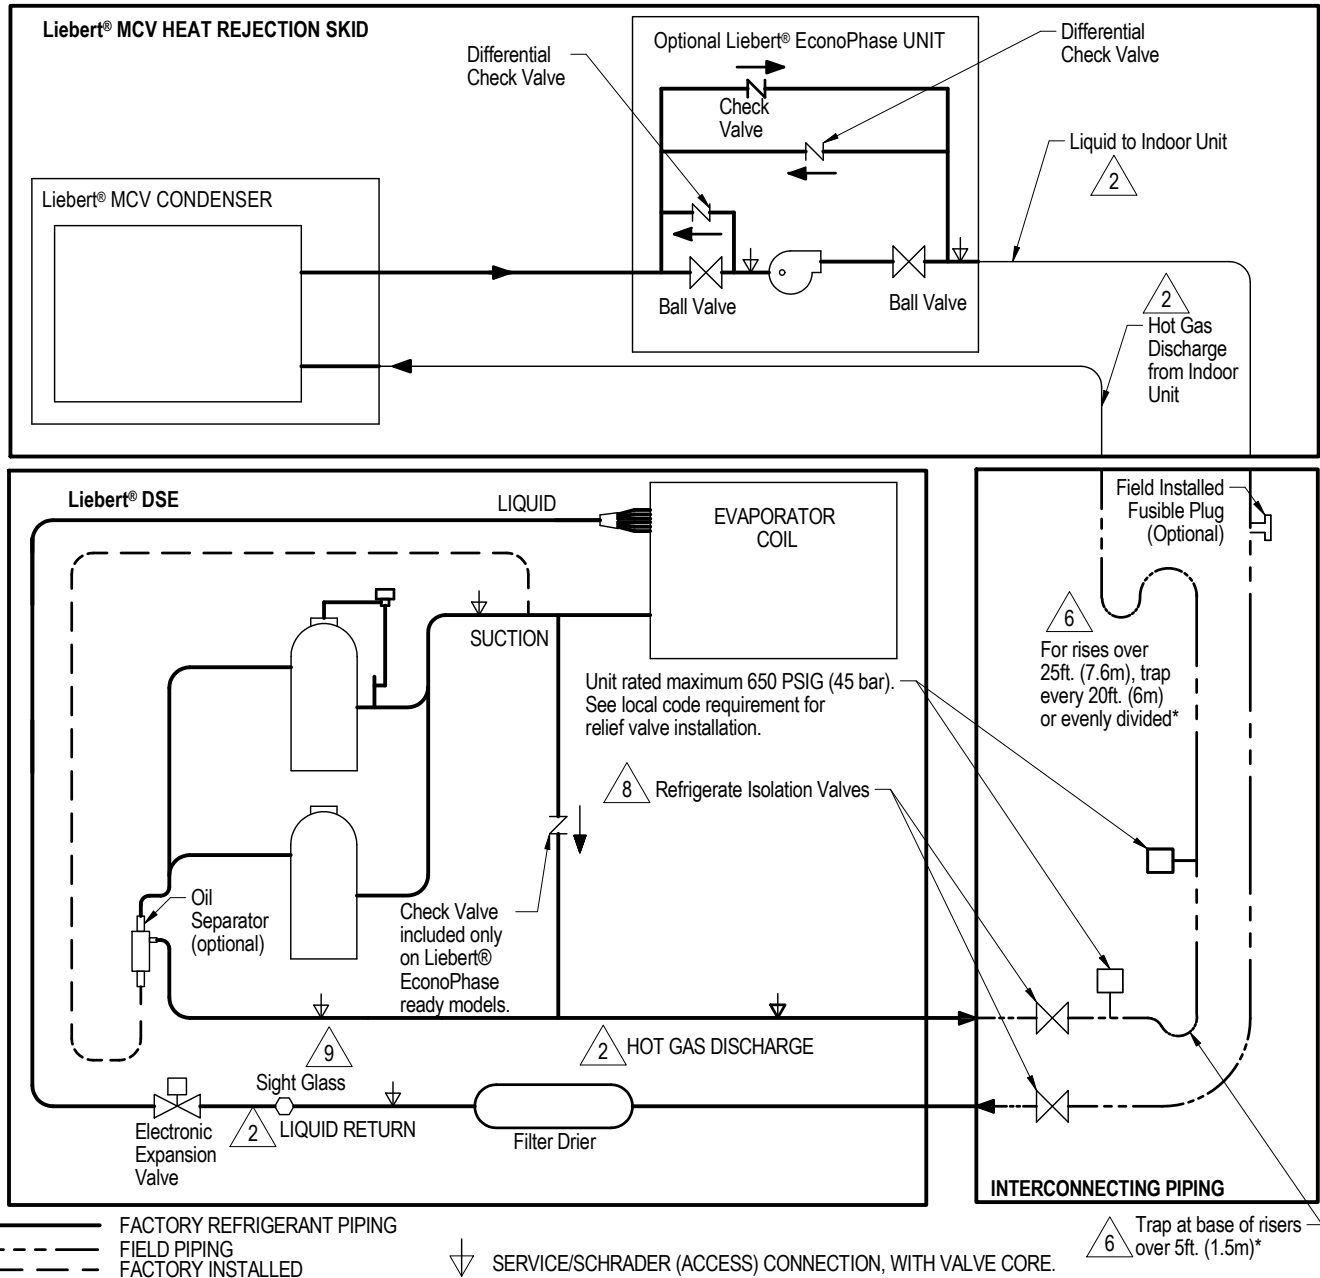 Liebert® MCV HEAT REJECTION SKID
Differential
Check Valve
Optional Liebert® EconoPhase UNIT
Differential
Check Valve
Check
Valve
Liquid to Indoor Unit
2
Liebert® MCV CONDENSER
Ball Valve
Ball Valve
2
Hot Gas
Discharge
from Indoor
Unit
Liebert® DSE
LIQUID
EVAPORATOR
COIL
Field Installed
Fusible Plug
(Optional)
SUCTION
6
For rises over
25ft. (7.6m), trap
every 20ft. (6m)
or evenly divided*
Unit rated maximum 650 PSIG (45 bar).
See local code requirement for
relief valve installation.
8
Refrigerate Isolation Valves
Oil
Separator
(optional)
Check Valve
included only
on Liebert®
EconoPhase
ready models.
9
2
HOT GAS DISCHARGE
Sight Glass
2
LIQUID RETURN
Electronic
Expansion
Valve
Filter Drier
INTERCONNECTING PIPING
6
Trap at base of risers
over 5ft. (1.5m)*
FACTORY REFRIGERANT PIPING
FIELD PIPING
FACTORY INSTALLED
SERVICE/SCHRADER (ACCESS) CONNECTION, WITH VALVE CORE.